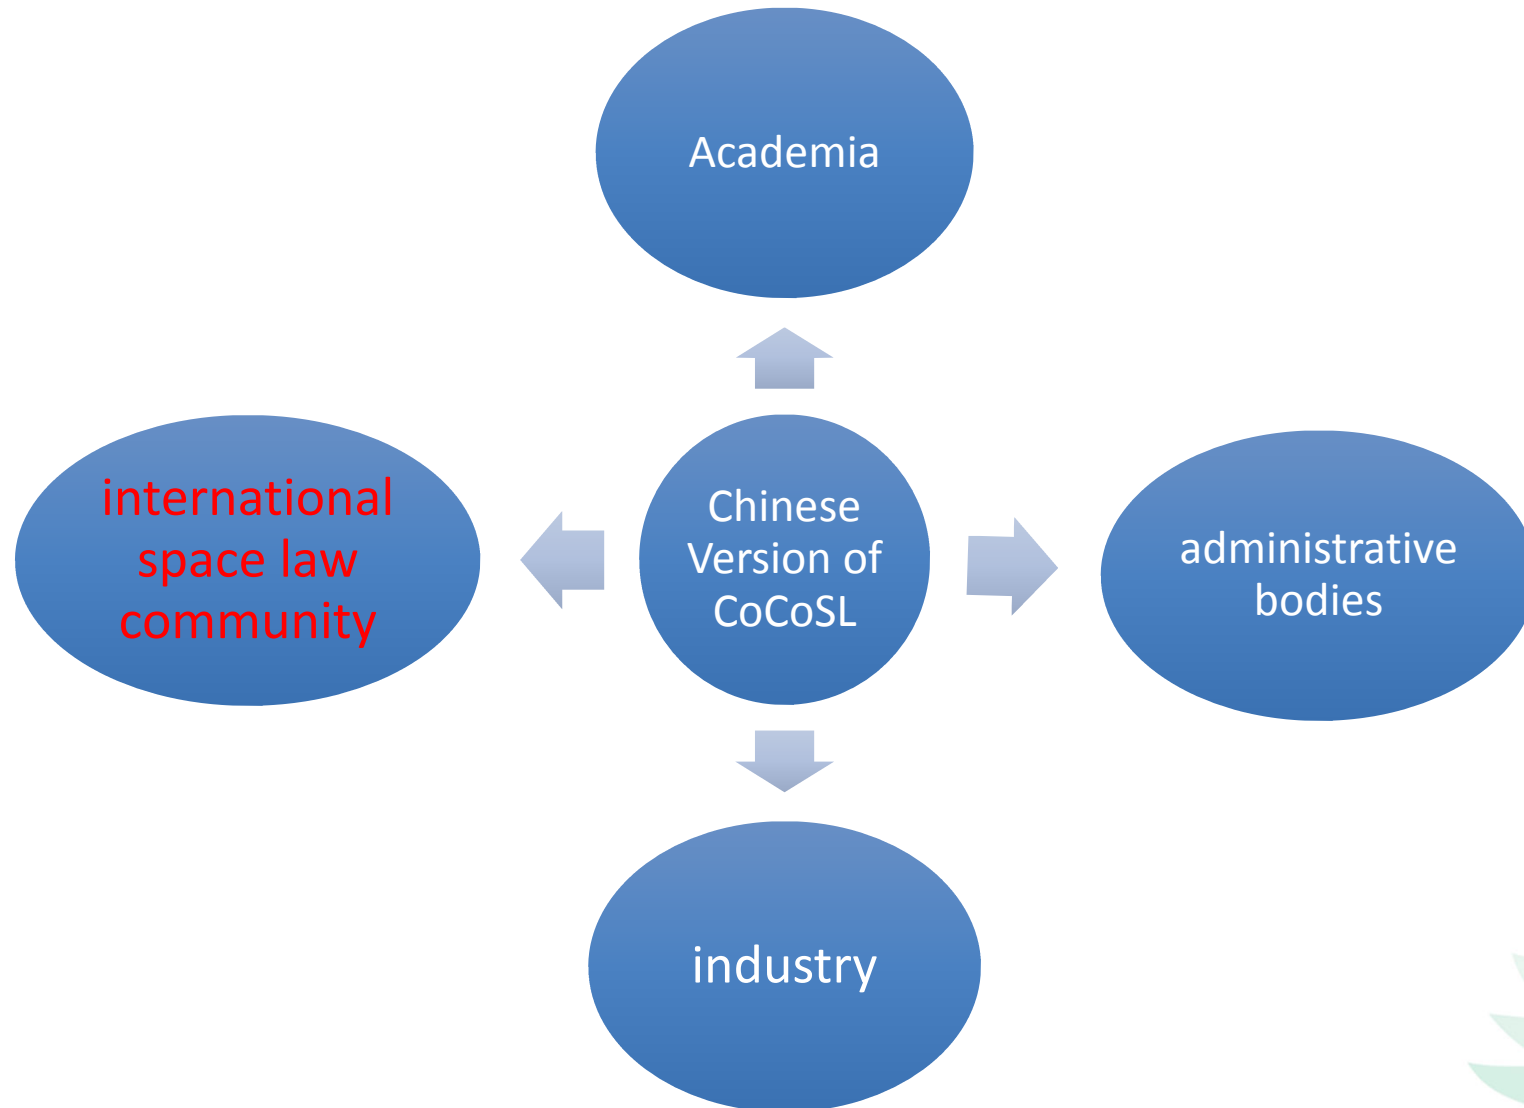 Academia
international
space law
community
Chinese
Version of
CoCoSL
administrative
bodies
industry